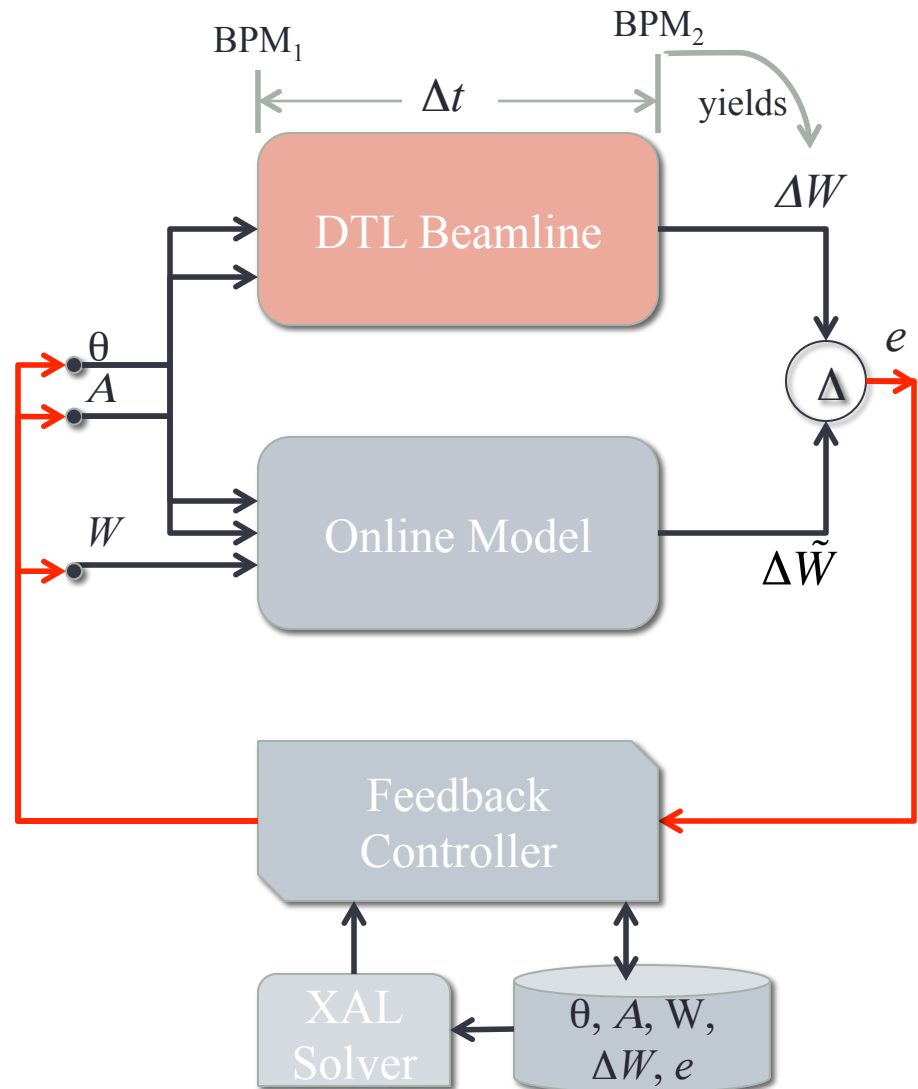 BPM₁
BPM₂
Δt
yields
ΔW
DTL Beamline
θ
e
A
Δ
W
Online Model
ΔW̃
Feedback
Controller
XAL
Solver
θ, A, W,
ΔW, e